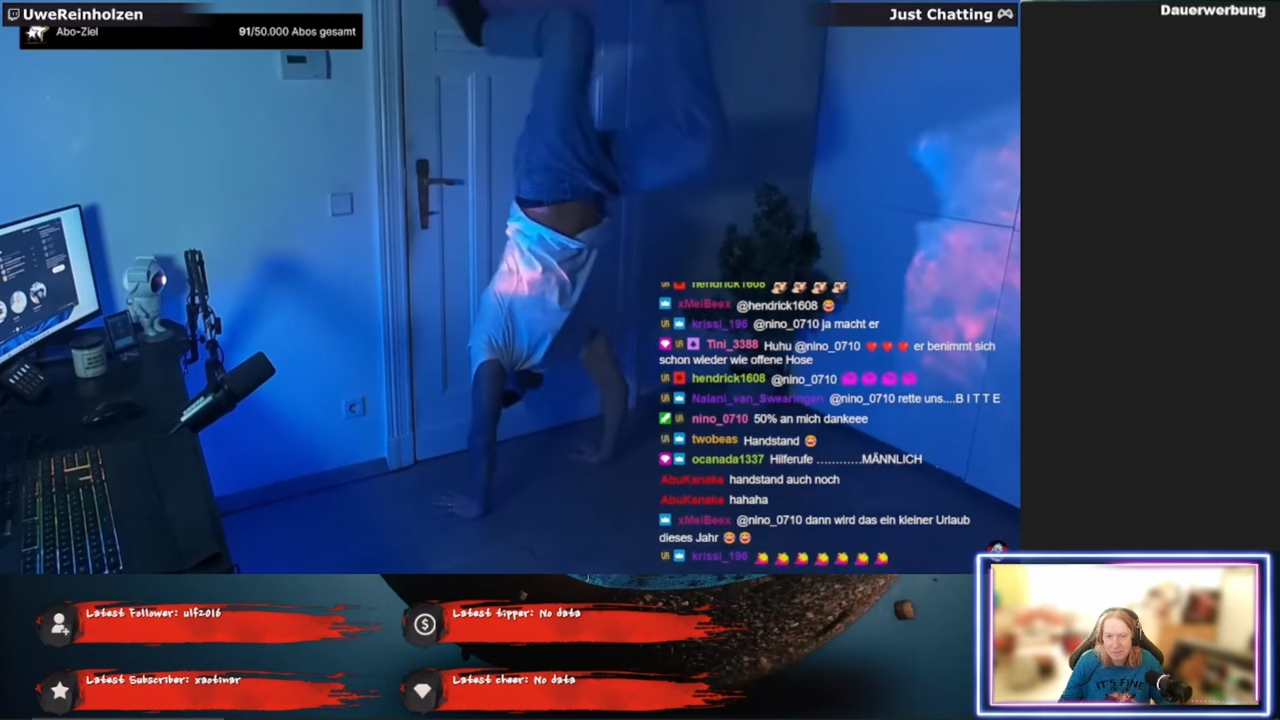 UweReinholzen
Just Chatting
Dauerwerbung
Abo-Ziel
91/50.000 Abos gesamt
hendrick1608
xMelBeex @hendrick1608
krissi_196 @nino_0710 ja macht er
Tini_3388 Huhu @nino_0710 er benimmt sich
schon wieder wie offene Hose
hendrick1608 @nino_0710
Nalani_van_Swearingen @nino_0710 rette uns....B I T T E
nino_0710 50% an mich dankeee
twobeas Handstand
ocanada1337 Hilferufe ............MÄNNLICH
AbuKanake handstand auch noch
AbuKanake hahaha
xMelBeex @nino_0710 dann wird das ein kleiner Urlaub
dieses Jahr
krissi_196
Latest Follower: ulf2016
Latest tipper: No data
Latest Subscriber: xaotinar
Latest cheer: No data
IT'S FINE